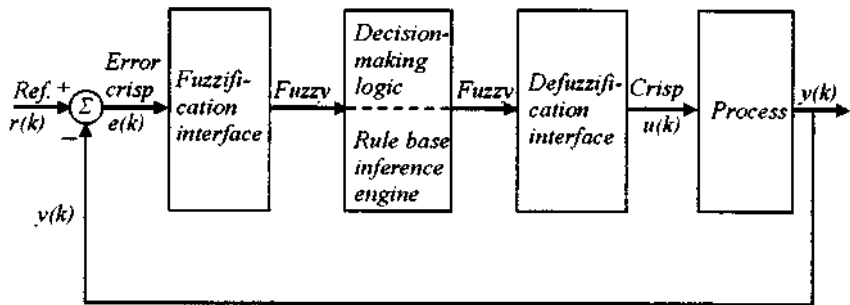 Ref. +
r(k)
Σ
−
Error
crisp
e(k)
Fuzzifi-
cation
interface
Fuzzy
Decision-
making
logic
Rule base
inference
engine
Fuzzy
Defuzzifi-
cation
interface
Crisp
u(k)
Process
y(k)
y(k)